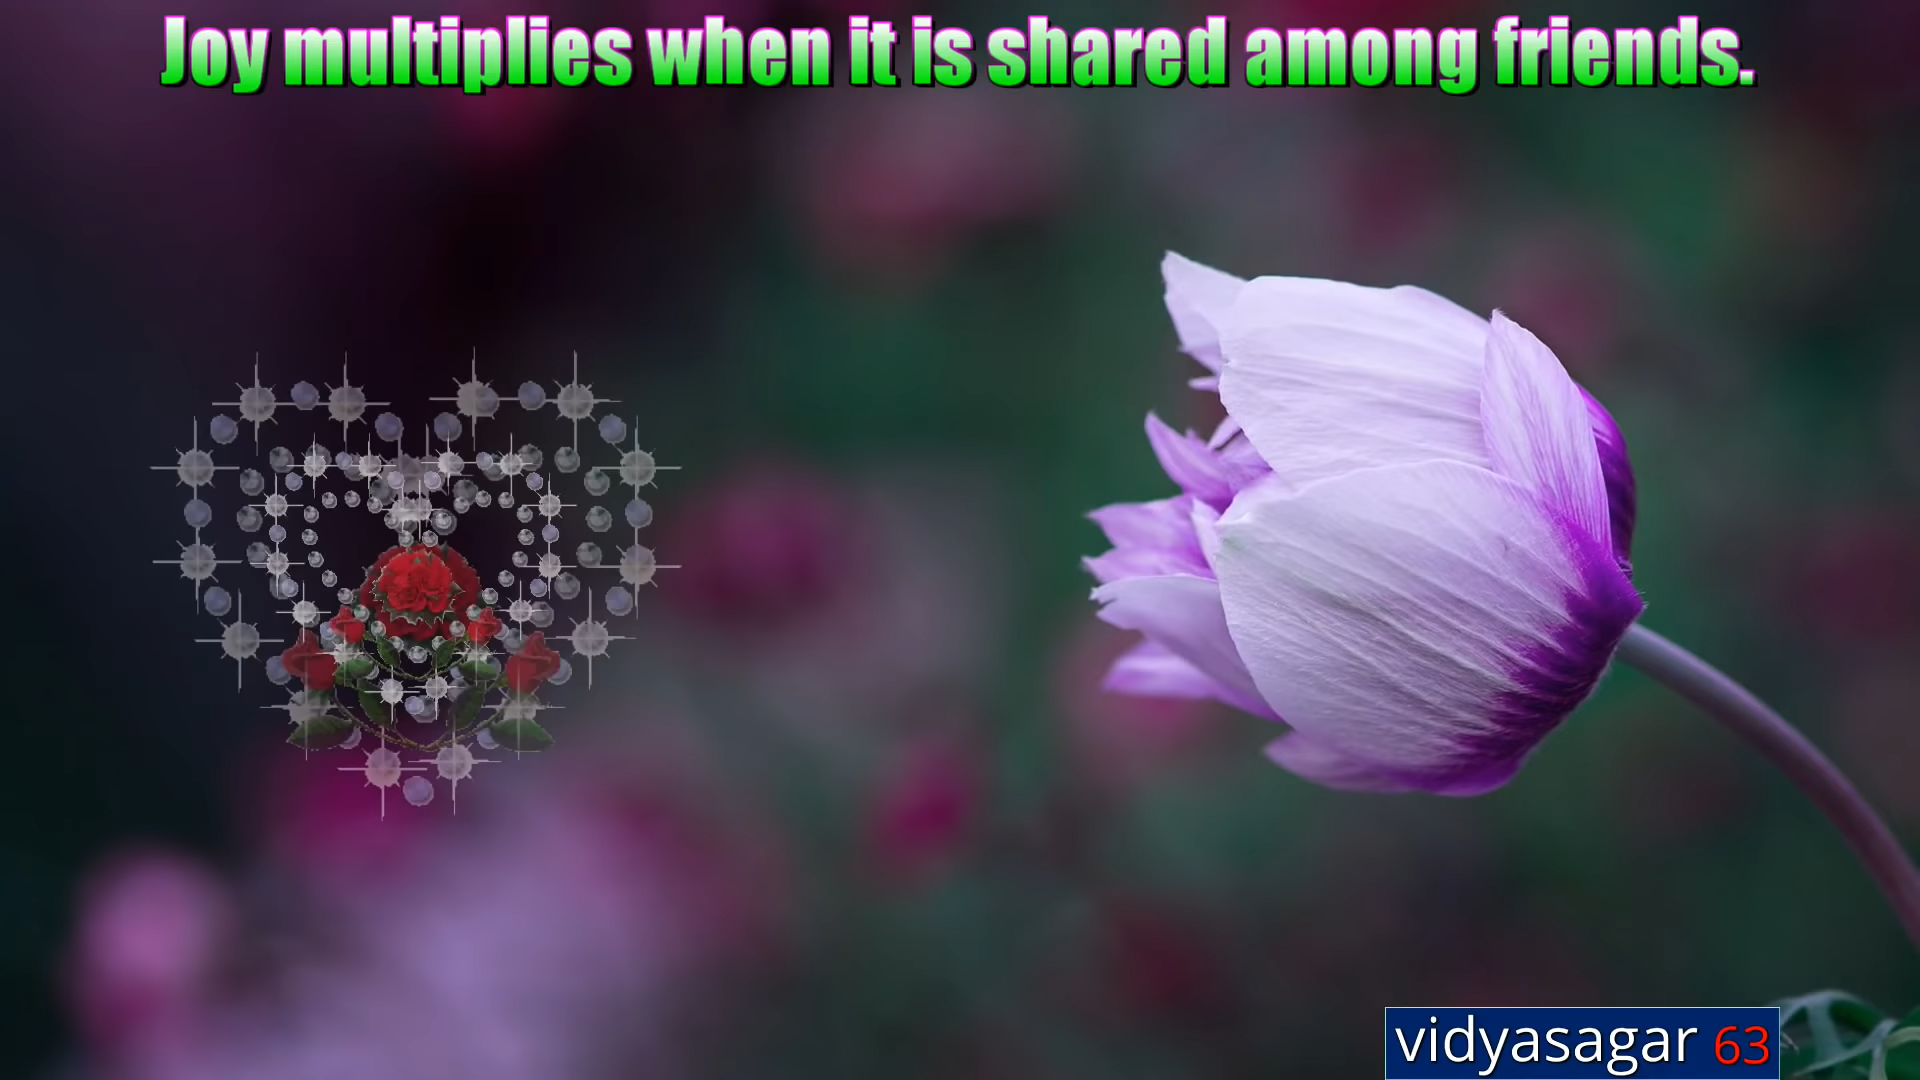 Joy multiplies when it is shared among friends.
vidyasagar 63